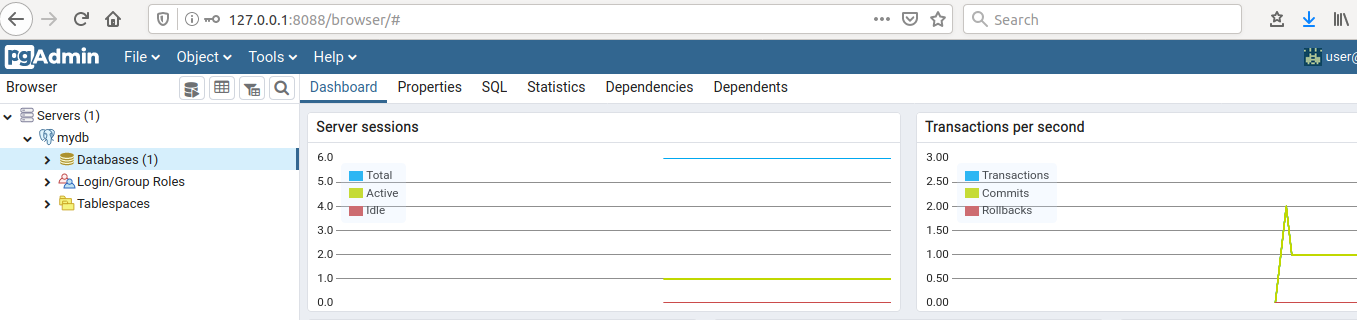 127.0.0.1:8088/browser/#
Search
pgAdmin File Object Tools Help user@
Browser
Dashboard Properties SQL Statistics Dependencies Dependents
Servers (1)
mydb
Databases (1)
Login/Group Roles
Tablespaces
Server sessions
6.0
5.0
4.0
3.0
2.0
1.0
0.0
Total
Active
Idle
Transactions per second
3.00
2.50
2.00
1.50
1.00
0.50
0.00
Transactions
Commits
Rollbacks